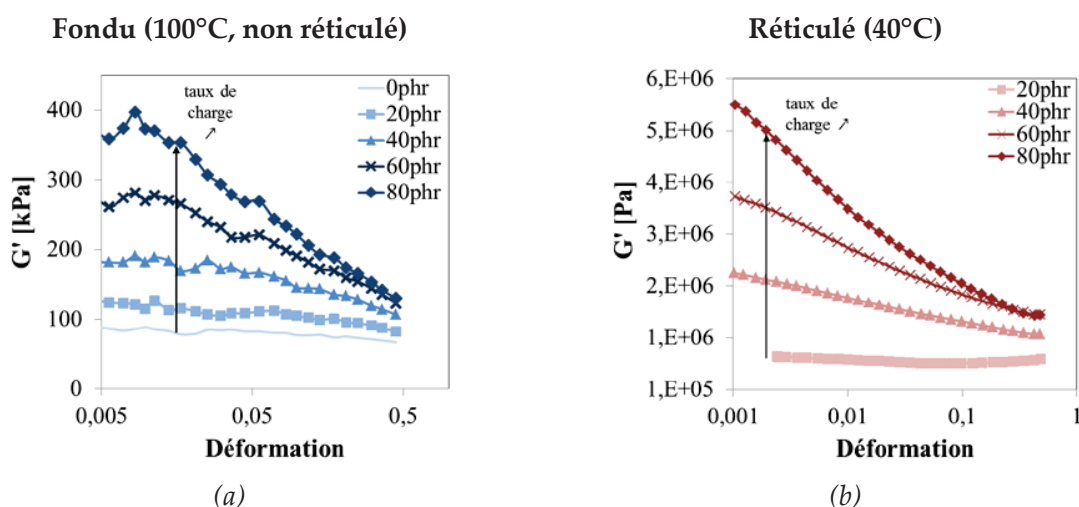 Fondu (100°C, non réticulé)
G' [kPa]
400
300
200
100
0
0,005
0,05
0,5
Déformation
taux de
charge ↗
0phr
20phr
40phr
60phr
80phr
(a)
Réticulé (40°C)
G' [Pa]
6,E+06
5,E+06
4,E+06
3,E+06
2,E+06
1,E+06
1,E+05
0,001
0,01
0,1
1
Déformation
taux de
charge ↗
20phr
40phr
60phr
80phr
(b)